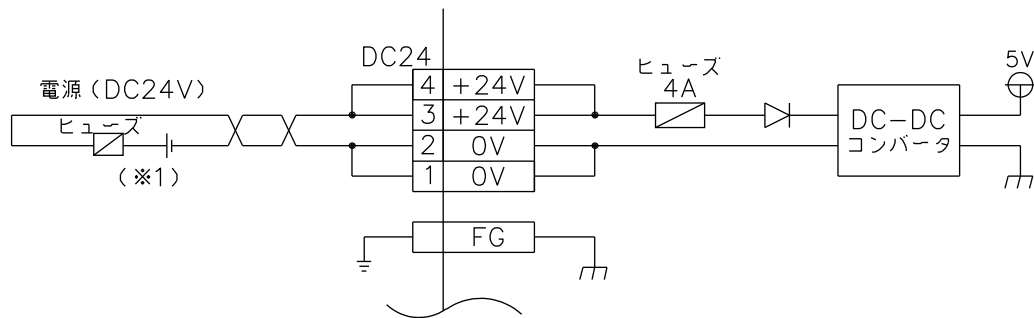 DC24
電源(DC24V)
ヒューズ
(※1)
4 +24V
3 +24V
2 0V
1 0V
FG
ヒューズ
4A
DC-DC
コンバータ
5V